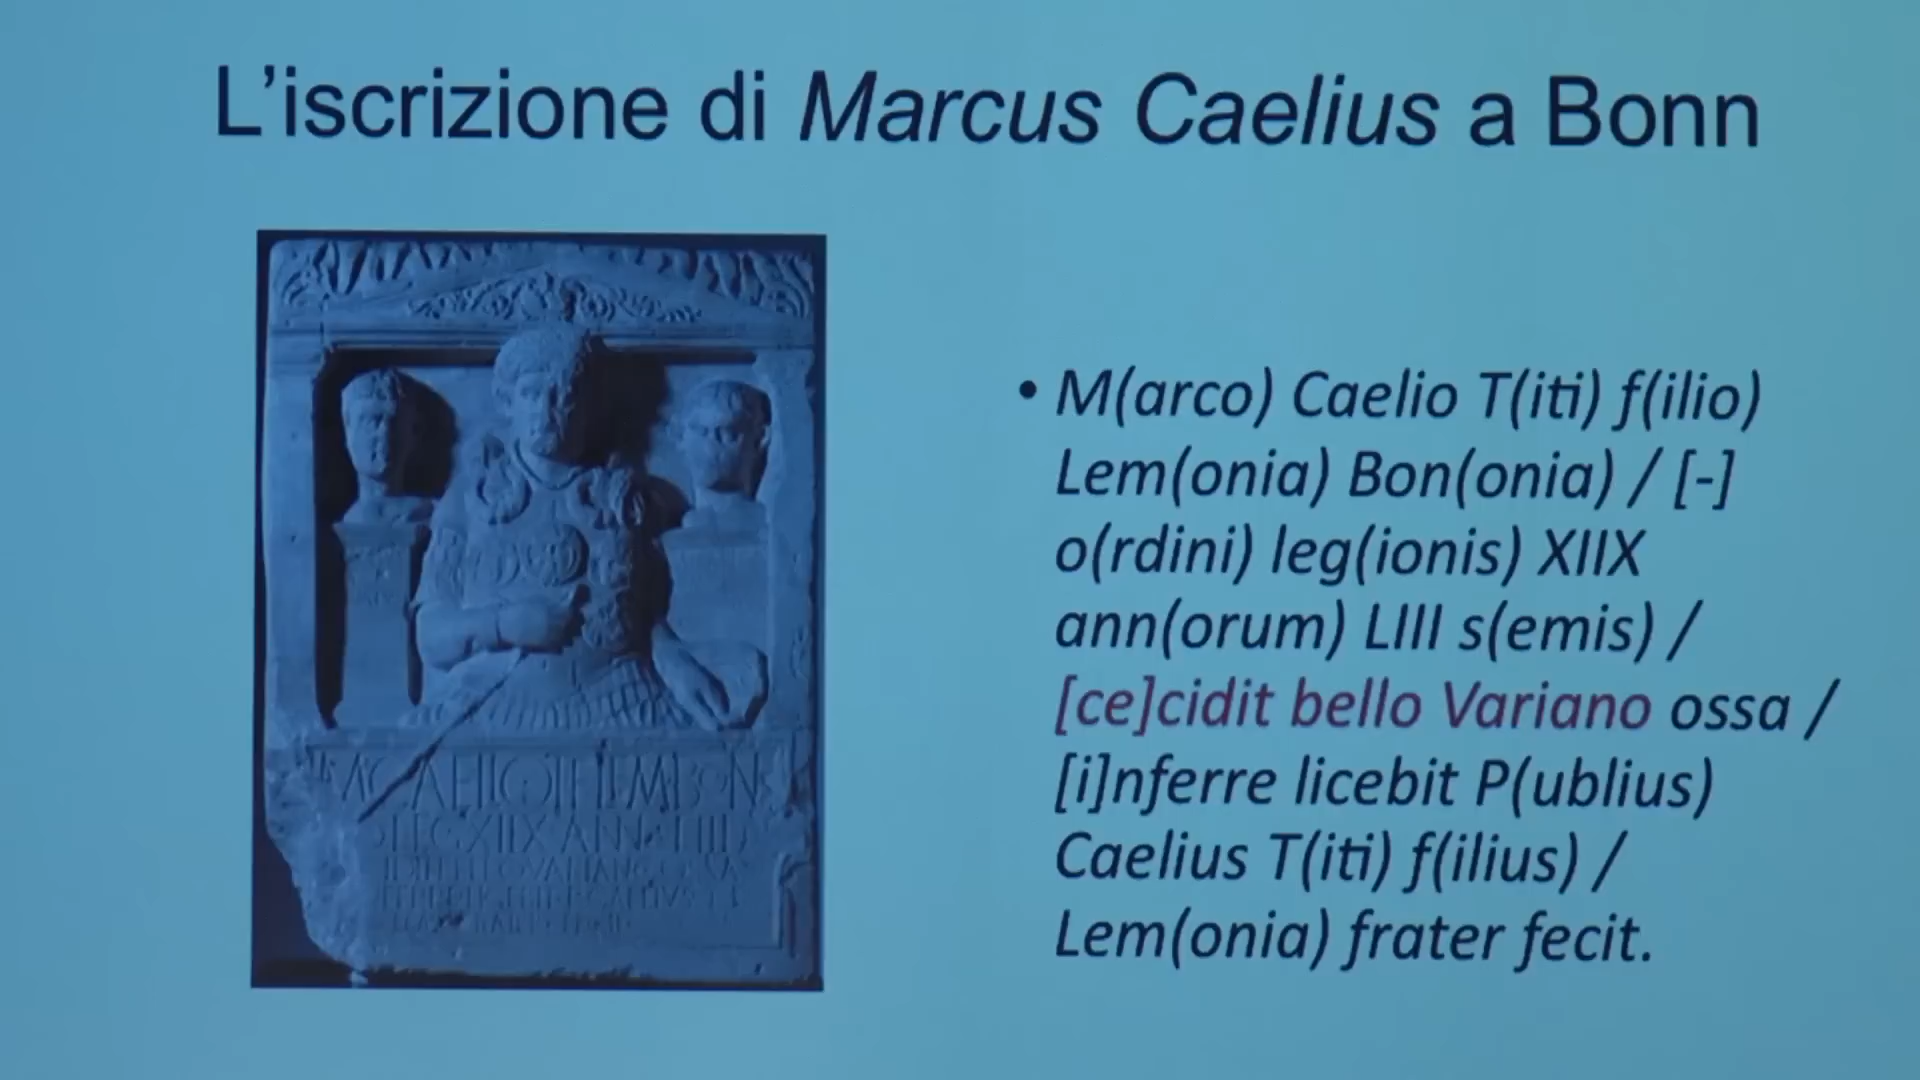 L’iscrizione di Marcus Caelius a Bonn
• M(arco) Caelio T(iti) f(ilio)
Lem(onia) Bon(onia) / [-]
o(rdini) leg(ionis) XIIX
ann(orum) LIII s(emis) /
[ce]cidit bello Variano ossa /
[i]nferre licebit P(ublius)
Caelius T(iti) f(ilius) /
Lem(onia) frater fecit.